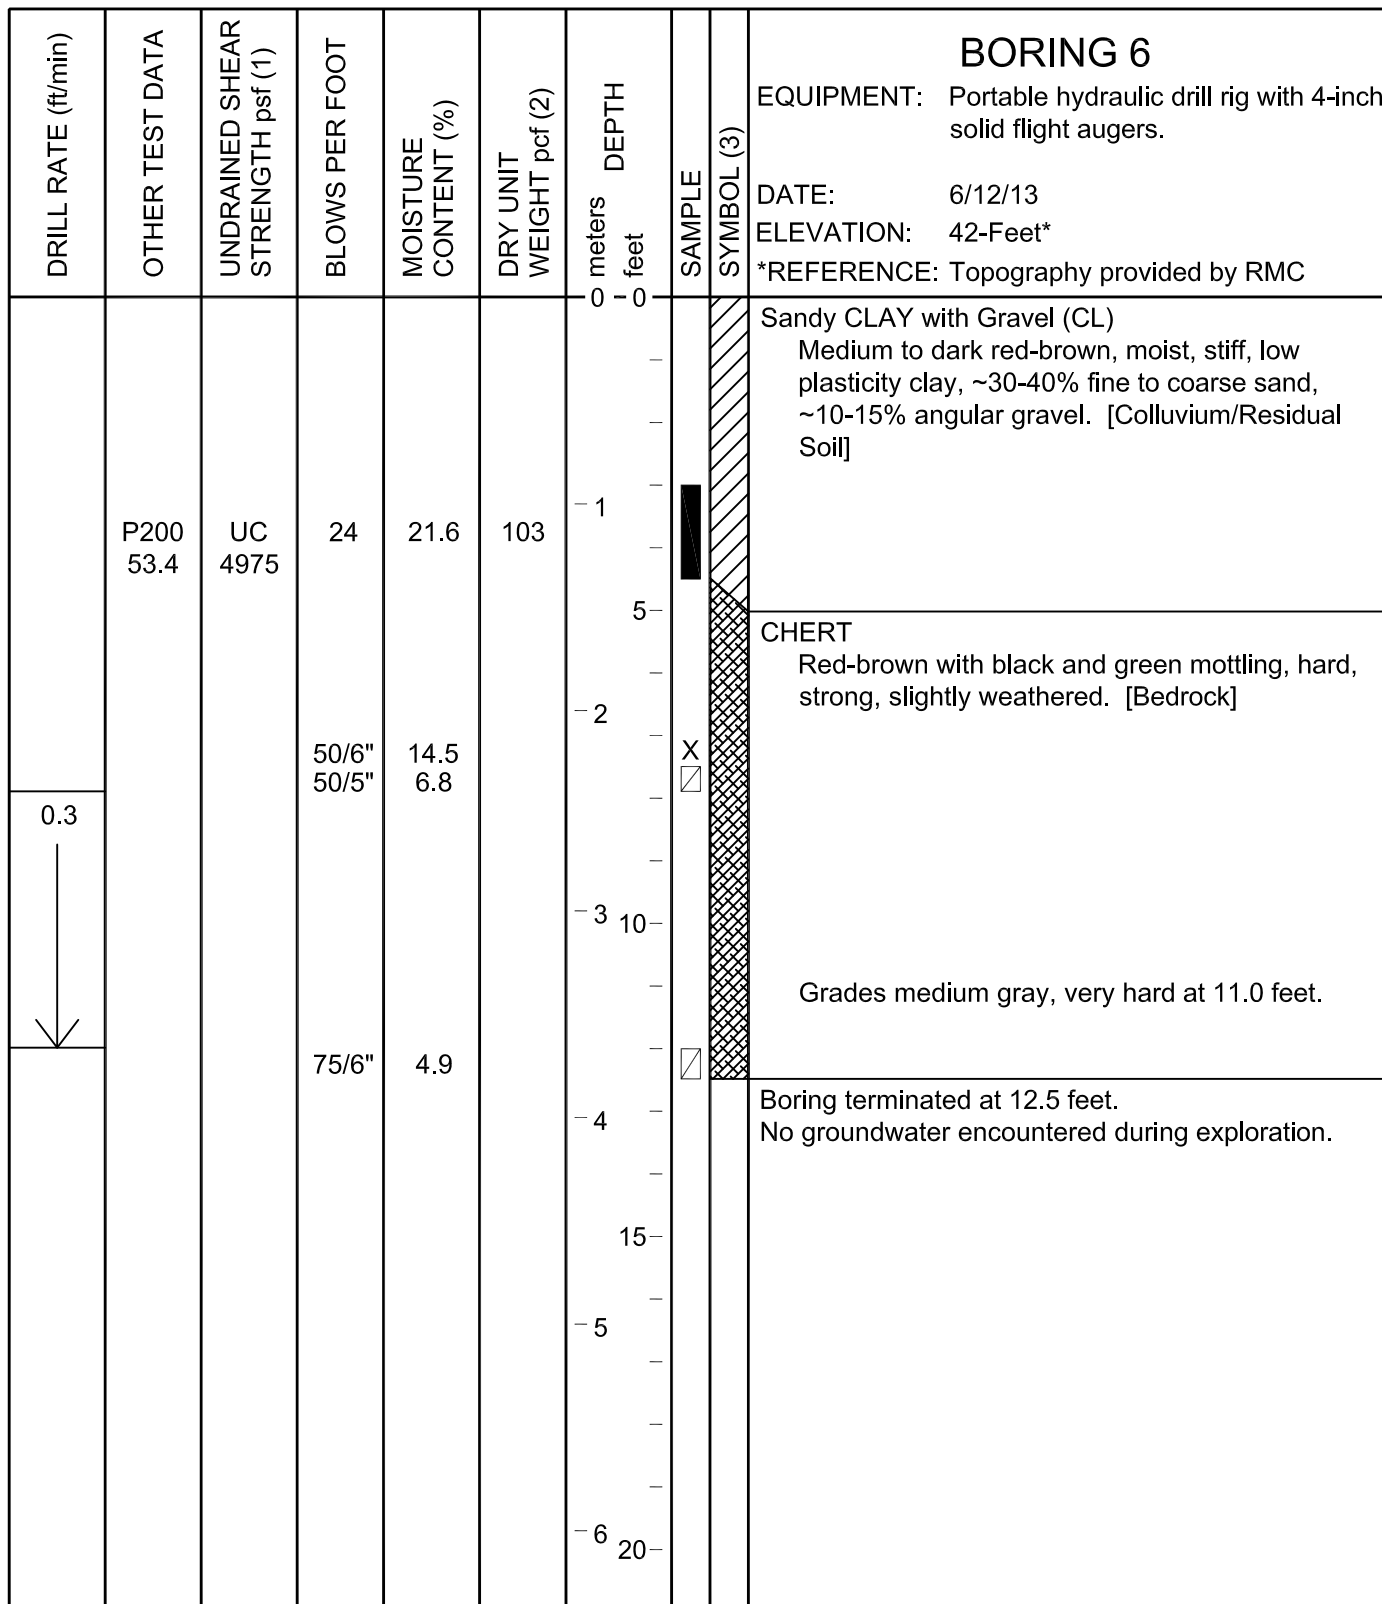 DRILL RATE (ft/min)
OTHER TEST DATA
UNDRAINED SHEAR
STRENGTH psf (1)
BLOWS PER FOOT
MOISTURE
CONTENT (%)
DRY UNIT
WEIGHT pcf (2)
meters
feet
DEPTH
SAMPLE
SYMBOL (3)
BORING 6
EQUIPMENT: Portable hydraulic drill rig with 4-inch
solid flight augers.
DATE: 6/12/13
ELEVATION: 42-Feet*
*REFERENCE: Topography provided by RMC
0 0
Sandy CLAY with Gravel (CL)
Medium to dark red-brown, moist, stiff, low
plasticity clay, ~30-40% fine to coarse sand,
~10-15% angular gravel. [Colluvium/Residual
Soil]
1
P200 UC 24 21.6 103
53.4 4975
5
CHERT
Red-brown with black and green mottling, hard,
strong, slightly weathered. [Bedrock]
2
50/6" 14.5 X
50/5" 6.8
0.3
3 10
Grades medium gray, very hard at 11.0 feet.
75/6" 4.9
Boring terminated at 12.5 feet.
4
No groundwater encountered during exploration.
15
5
6 20